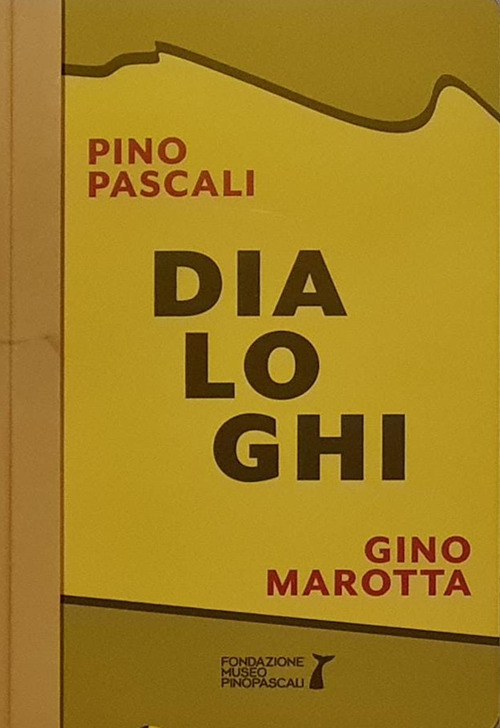 PINO
PASCALI
DIA
LO
GHI
GINO
MAROTTA
FONDAZIONE
MUSEO
PINOPASCALI